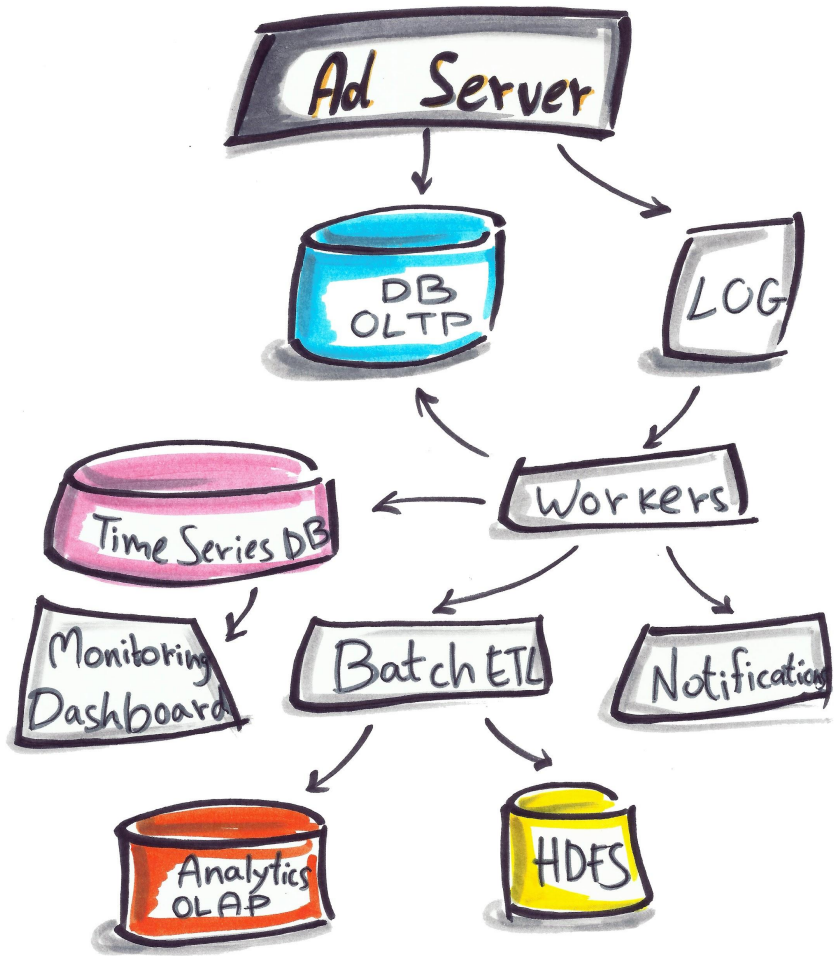 Ad Server
DB
OLTP
LOG
Workers
Time Series DB
Monitoring
Dashboard
Batch ETL
Notifications
Analytics
OLAP
HDFS